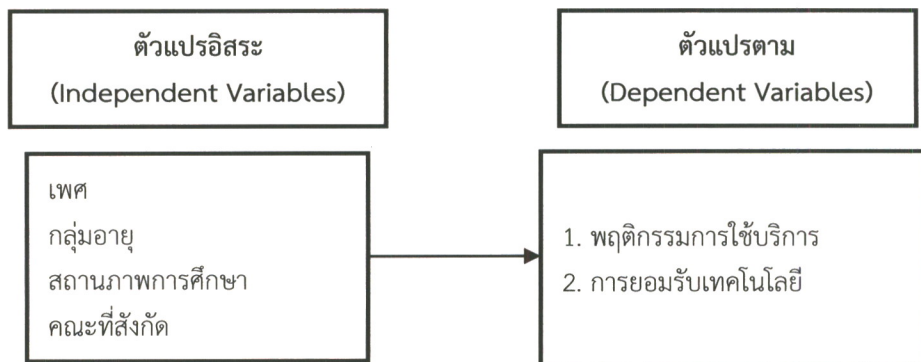 ตัวแปรอิสระ
(Independent Variables)
ตัวแปรตาม
(Dependent Variables)
เพศ
กลุ่มอายุ
สถานภาพการศึกษา
คณะที่สังกัด
1. พฤติกรรมการใช้บริการ
2. การยอมรับเทคโนโลยี